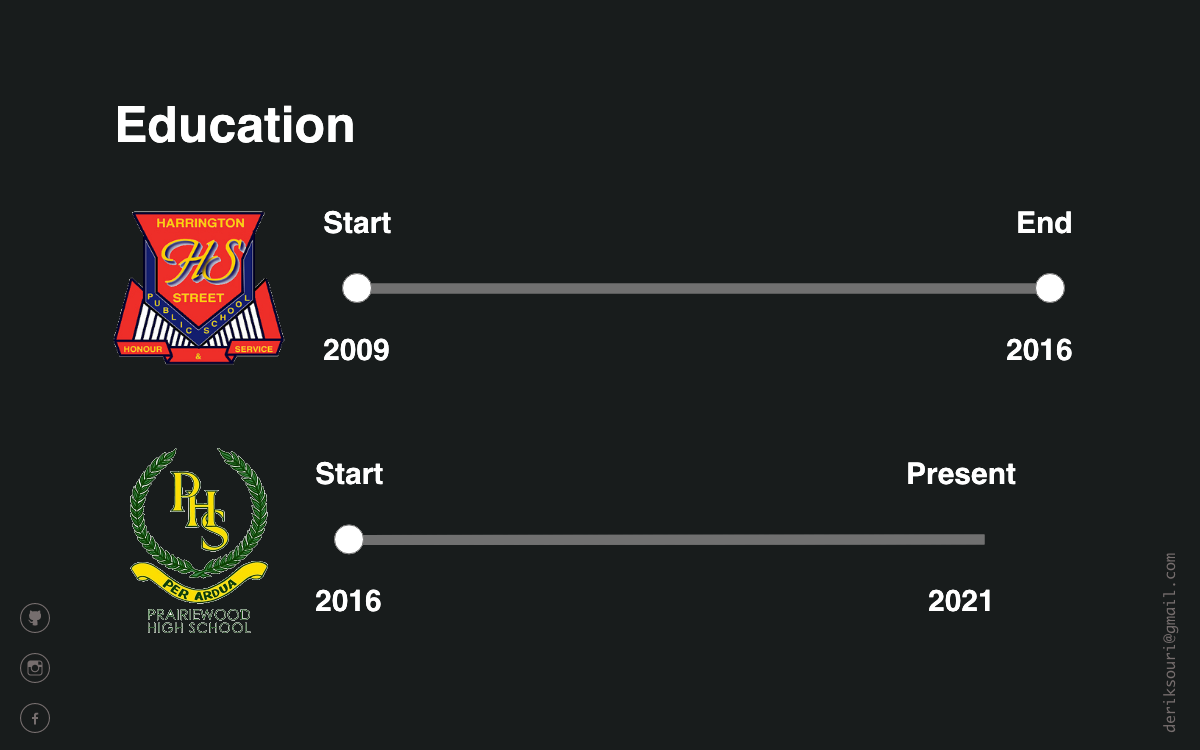 Education
HARRINGTON
HS
STREET
PUBLIC SCHOOL
HONOUR
&
SERVICE
Start
End
2009
2016
PHS
PER ARDUA
PRAIRIEWOOD
HIGH SCHOOL
Start
Present
2016
2021
deriksouri@gmail.com